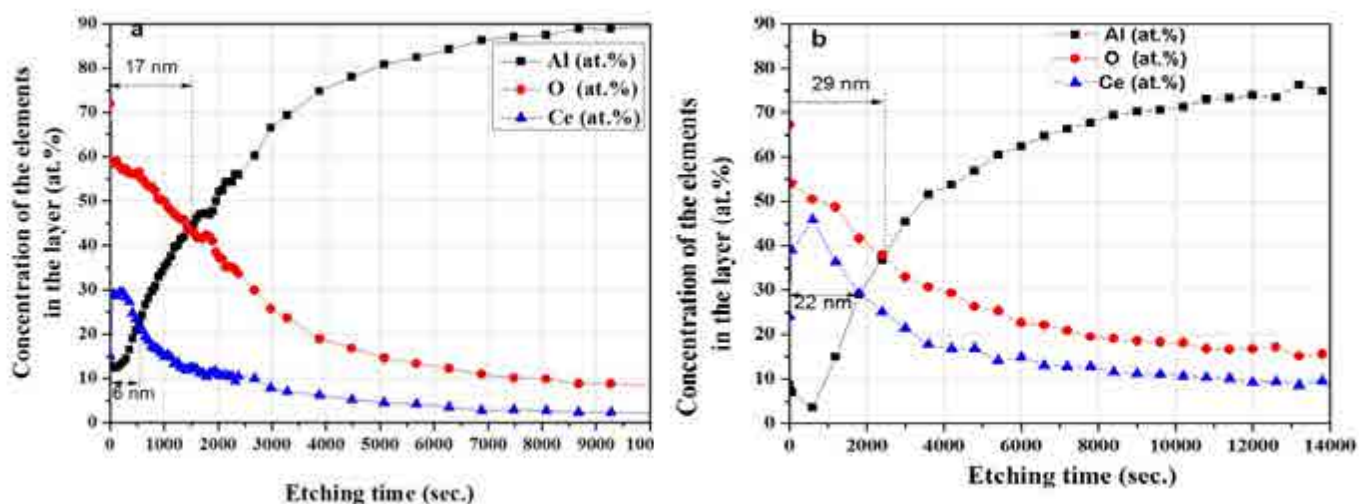 a
Al (at.%)
O (at.%)
Ce (at.%)
17 nm
6 nm
Concentration of the elements
in the layer (at.%)
90
80
70
60
50
40
30
20
10
0
0 1000 2000 3000 4000 5000 6000 7000 8000 9000 100
Etching time (sec.)
b
Al (at.%)
O (at.%)
Ce (at.%)
29 nm
22 nm
Concentration of the elements
in the layer (at.%)
90
80
70
60
50
40
30
20
10
0
0 2000 4000 6000 8000 10000 12000 14000
Etching time (sec.)